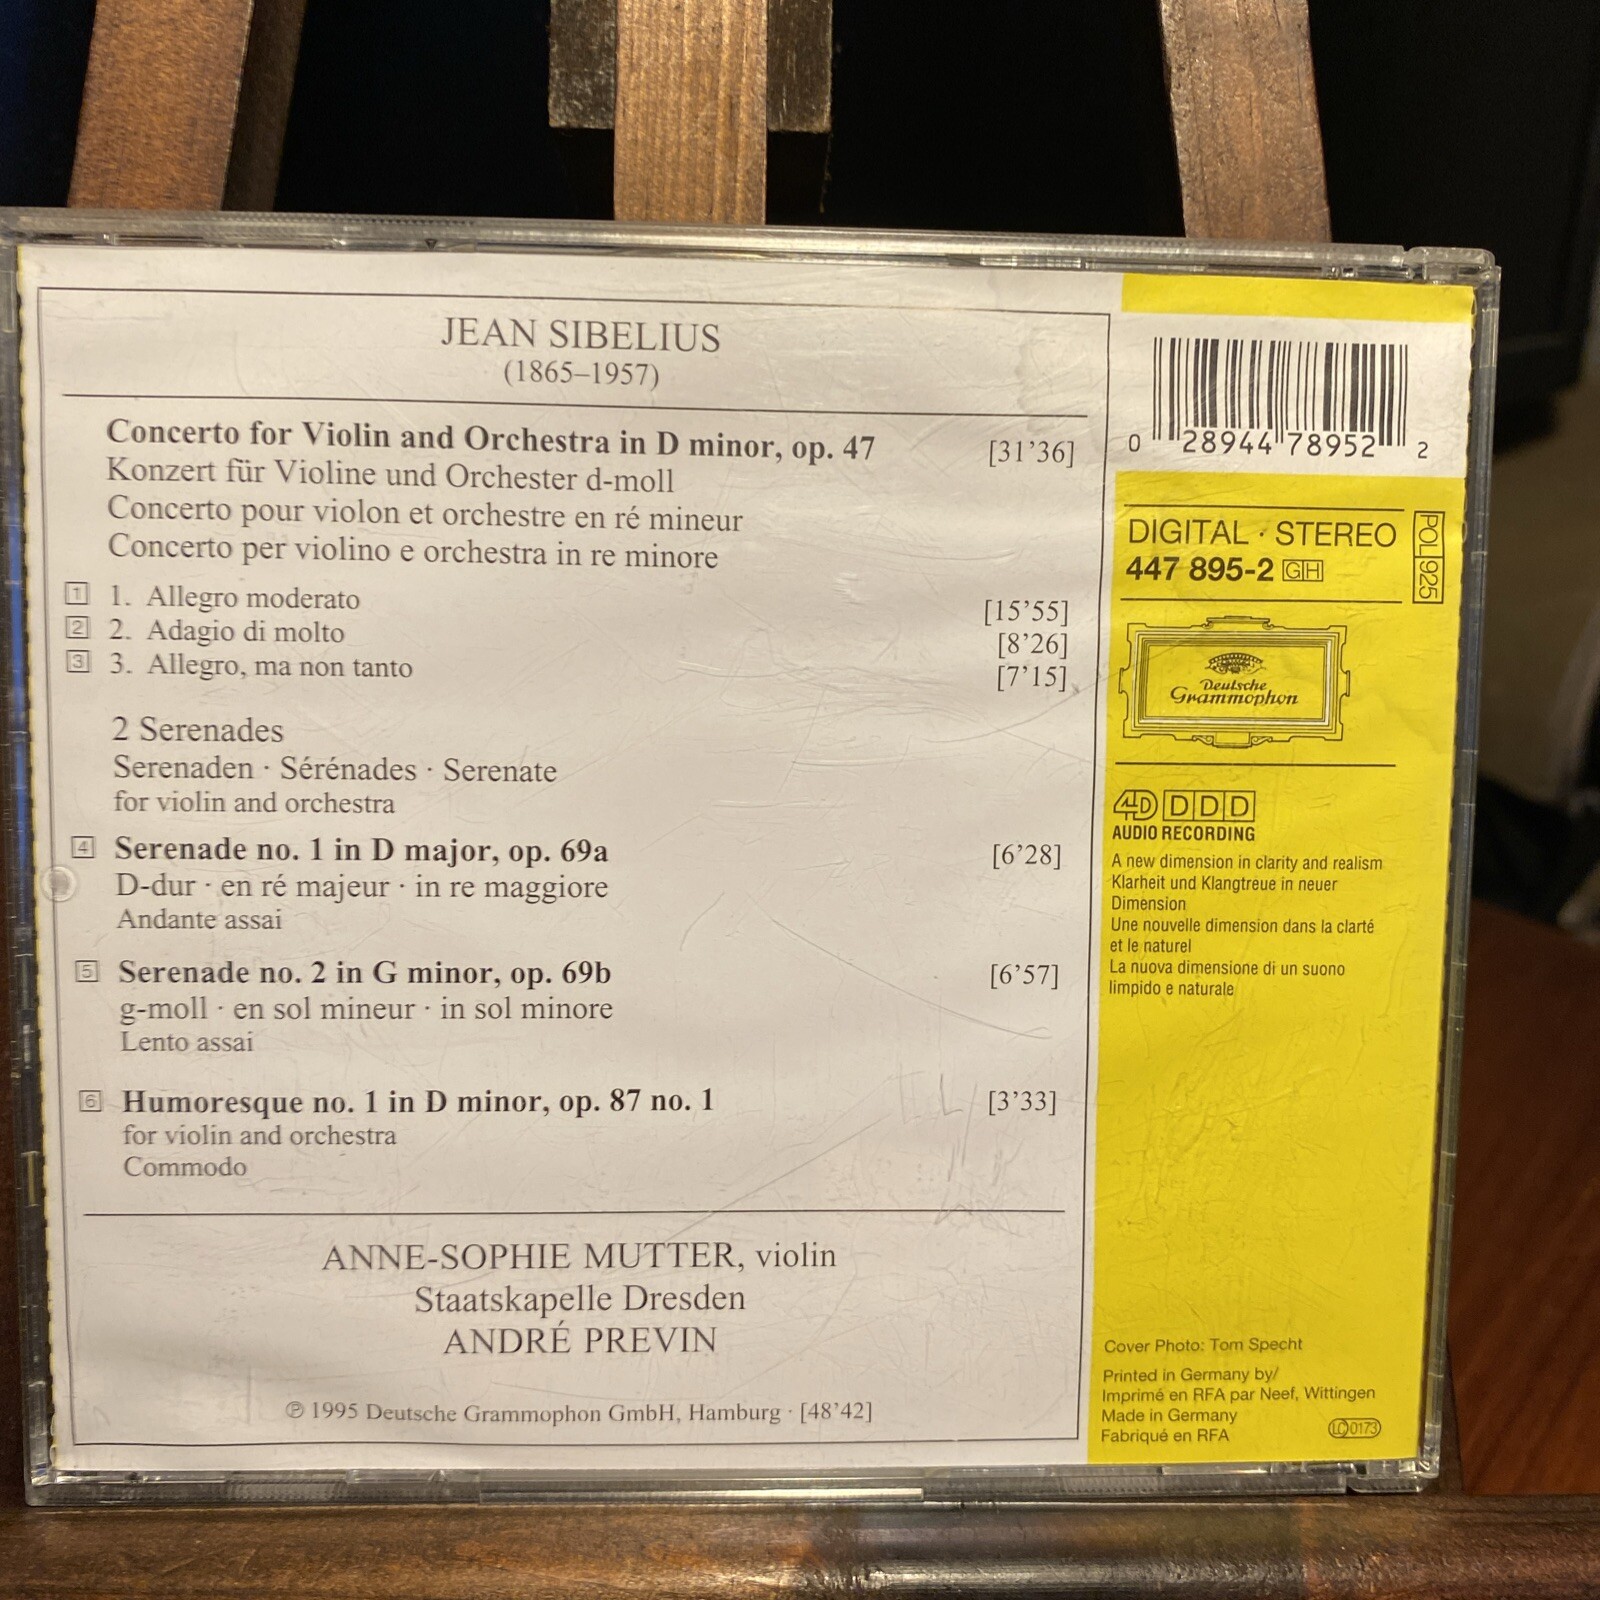 JEAN SIBELIUS
(1865–1957)
Concerto for Violin and Orchestra in D minor, op. 47 [31’36]
Konzert für Violine und Orchester d-moll
Concerto pour violon et orchestre en ré mineur
Concerto per violino e orchestra in re minore
1 1. Allegro moderato [15’55]
2 2. Adagio di molto [8’26]
3 3. Allegro, ma non tanto [7’15]
2 Serenades
Serenaden · Sérénades · Serenate
for violin and orchestra
4 Serenade no. 1 in D major, op. 69a [6’28]
D-dur · en ré majeur · in re maggiore
Andante assai
5 Serenade no. 2 in G minor, op. 69b [6’57]
g-moll · en sol mineur · in sol minore
Lento assai
6 Humoresque no. 1 in D minor, op. 87 no. 1 [3’33]
for violin and orchestra
Commodo
ANNE-SOPHIE MUTTER, violin
Staatskapelle Dresden
ANDRÉ PREVIN
℗ 1995 Deutsche Grammophon GmbH, Hamburg · [48’42]
0 28944 78952 2
DIGITAL · STEREO
447 895-2 GH
POL 925
Deutsche
Grammophon
4D DDD
AUDIO RECORDING
A new dimension in clarity and realism
Klarheit und Klangtreue in neuer
Dimension
Une nouvelle dimension dans la clarté
et le naturel
La nuova dimensione di un suono
limpido e naturale
Cover Photo: Tom Specht
Printed in Germany by/
Imprimé en RFA par Neef, Wittingen
Made in Germany
Fabriqué en RFA
LC 0173